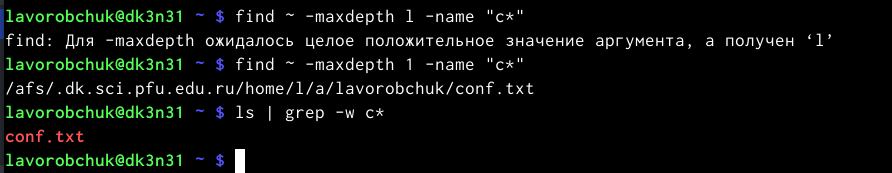 lavorobchuk@dk3n31 ~ $ find ~ -maxdepth l -name "c*"
find: Для -maxdepth ожидалось целое положительное значение аргумента, а получен ‘l’
lavorobchuk@dk3n31 ~ $ find ~ -maxdepth 1 -name "c*"
/afs/.dk.sci.pfu.edu.ru/home/l/a/lavorobchuk/conf.txt
lavorobchuk@dk3n31 ~ $ ls | grep -w c*
conf.txt
lavorobchuk@dk3n31 ~ $